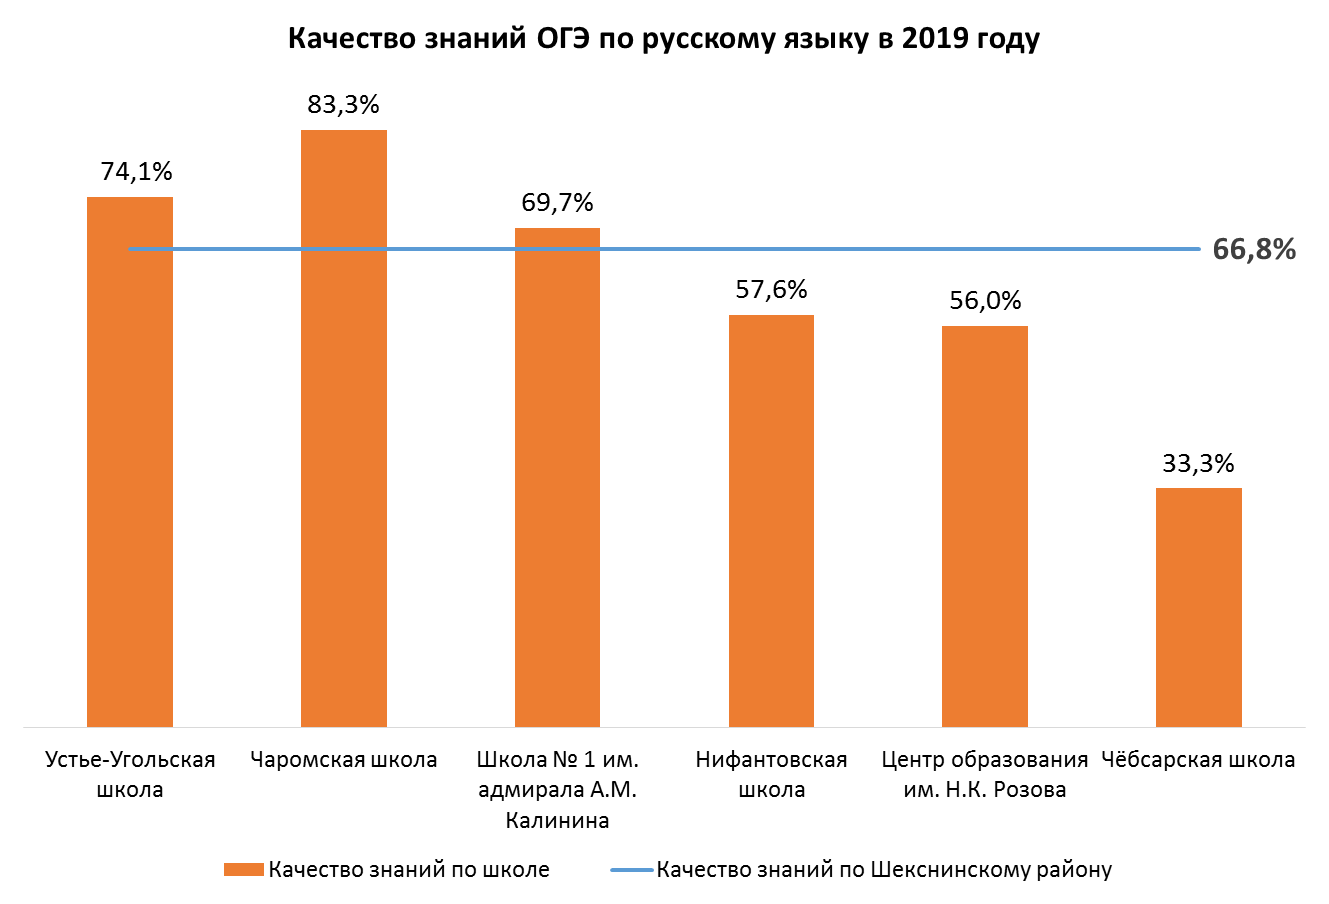 Качество знаний ОГЭ по русскому языку в 2019 году
83,3%
74,1%
69,7%
66,8%
57,6%
56,0%
33,3%
Устье-Угольская
школа
Чаромская школа
Школа № 1 им.
адмирала А.М.
Калинина
Нифантовская
школа
Центр образования
им. Н.К. Розова
Чёбсарская школа
Качество знаний по школе
Качество знаний по Шекснинскому району